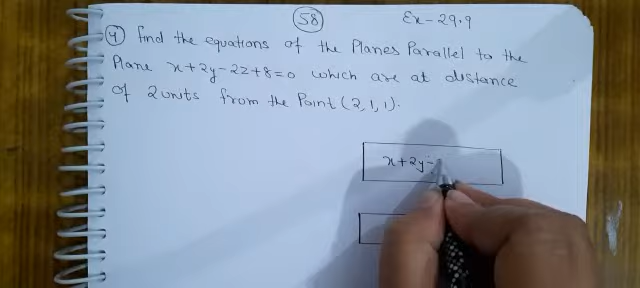 58
Ex-29.9
4 Find the equations of the Planes Parallel to the
Plane x+2y-2z+8=0 which are at distance
of 2 units from the Point (2,1,1).
x+2y-